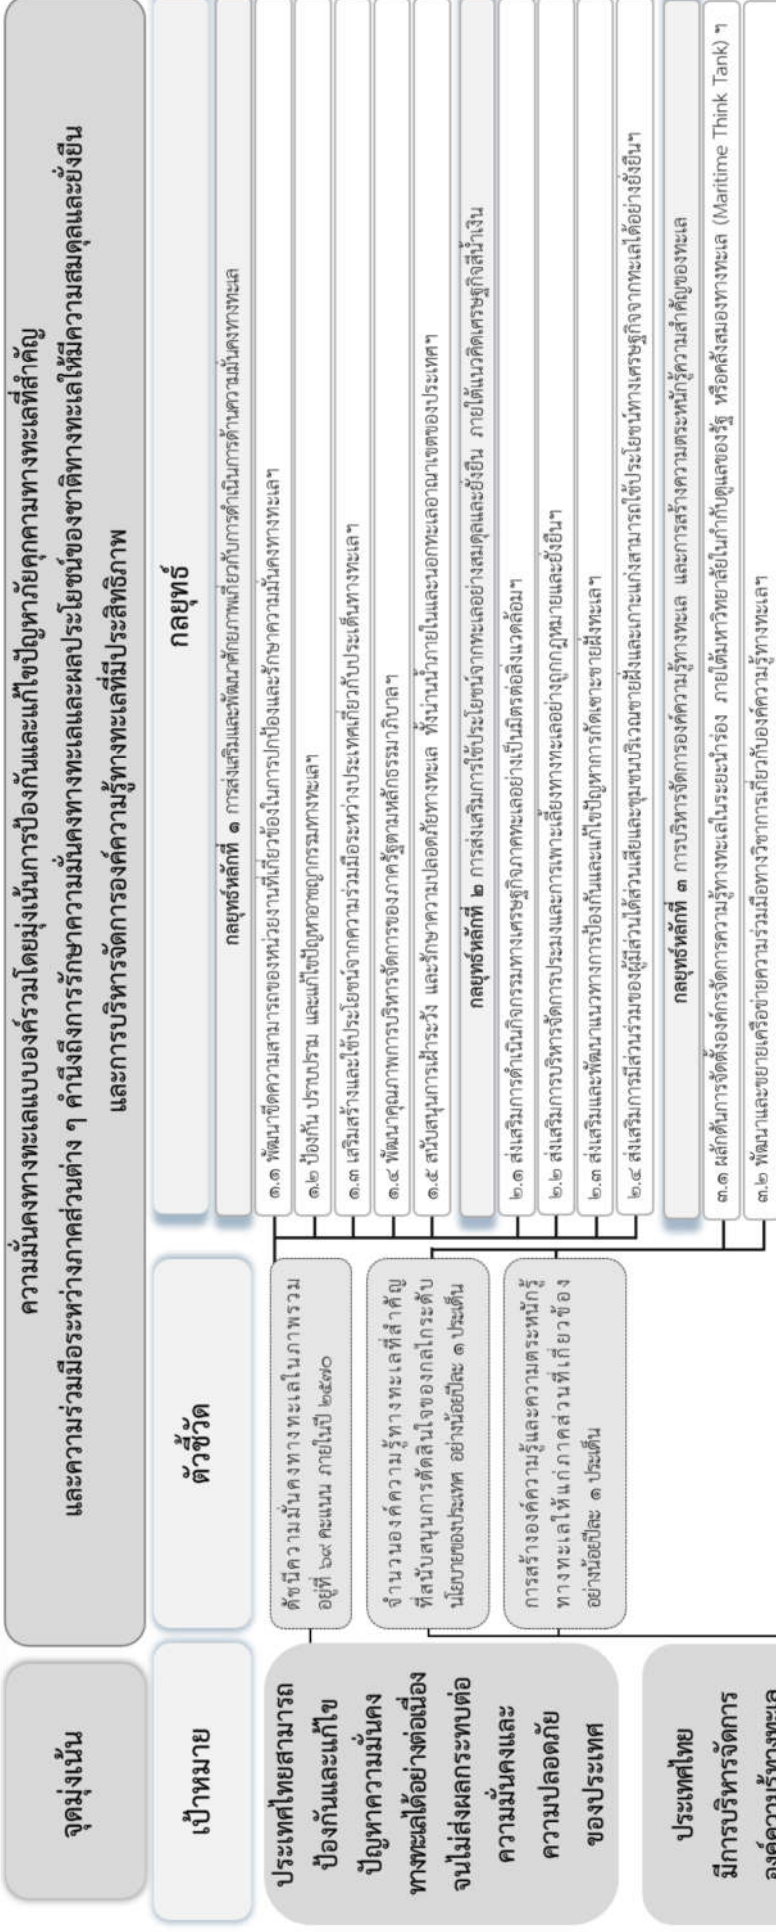 จุดมุ่งเน้น
ความมั่นคงทางทะเลแบบองค์รวมโดยมุ่งเน้นการป้องกันและแก้ไขปัญหาภัยคุกคามทางทะเลที่สำคัญ
และความร่วมมือระหว่างภาคส่วนต่าง ๆ คำนึงถึงการรักษาความมั่นคงทางทะเลและผลประโยชน์ของชาติทางทะเลให้มีความสมดุลและยั่งยืน
และการบริหารจัดการองค์ความรู้ทางทะเลที่มีประสิทธิภาพ
เป้าหมาย
ตัวชี้วัด
กลยุทธ์
ประเทศไทยสามารถ
ป้องกันและแก้ไข
ปัญหาความมั่นคง
ทางทะเลได้อย่างต่อเนื่อง
จนไม่ส่งผลกระทบต่อ
ความมั่นคงและ
ความปลอดภัย
ของประเทศ
ประเทศไทย
มีการบริหารจัดการ
องค์ความรู้ทางทะเล
ดัชนีความมั่นคงทางทะเลในภาพรวม
อยู่ที่ ๖๙ คะแนน ภายในปี ๒๕๗๐
จำนวนองค์ความรู้ทางทะเลที่สำคัญ
ที่สนับสนุนการตัดสินใจของกลไกระดับ
นโยบายของประเทศ อย่างน้อยปีละ ๑ ประเด็น
การสร้างองค์ความรู้และความตระหนักรู้
ทางทะเลให้แก่ภาคส่วนที่เกี่ยวข้อง
อย่างน้อยปีละ ๑ ประเด็น
กลยุทธ์หลักที่ ๑ การส่งเสริมและพัฒนาศักยภาพเกี่ยวกับการดำเนินการด้านความมั่นคงทางทะเล
๑.๑ พัฒนาขีดความสามารถของหน่วยงานที่เกี่ยวข้องในการปกป้องและรักษาความมั่นคงทางทะเลฯ
๑.๒ ป้องกัน ปราบปราม และแก้ไขปัญหาอาชญากรรมทางทะเลฯ
๑.๓ เสริมสร้างและใช้ประโยชน์จากความร่วมมือระหว่างประเทศเกี่ยวกับประเด็นทางทะเลฯ
๑.๔ พัฒนาคุณภาพการบริหารจัดการของภาครัฐตามหลักธรรมาภิบาลฯ
๑.๕ สนับสนุนการเฝ้าระวัง และรักษาความปลอดภัยทางทะเล ทั้งน่านน้ำภายในและนอกทะเลอาณาเขตของประเทศฯ
กลยุทธ์หลักที่ ๒ การส่งเสริมการใช้ประโยชน์จากทะเลอย่างสมดุลและยั่งยืน ภายใต้แนวคิดเศรษฐกิจสีน้ำเงิน
๒.๑ ส่งเสริมการดำเนินกิจกรรมทางเศรษฐกิจภาคทะเลอย่างเป็นมิตรต่อสิ่งแวดล้อมฯ
๒.๒ ส่งเสริมการบริหารจัดการประมงและการเพาะเลี้ยงทางทะเลอย่างถูกกฎหมายและยั่งยืนฯ
๒.๓ ส่งเสริมและพัฒนาแนวทางการป้องกันและแก้ไขปัญหาการกัดเซาะชายฝั่งทะเลฯ
๒.๔ ส่งเสริมการมีส่วนร่วมของผู้มีส่วนได้ส่วนเสียและชุมชนบริเวณชายฝั่งและเกาะแก่งสามารถใช้ประโยชน์ทางเศรษฐกิจจากทะเลได้อย่างยั่งยืนฯ
กลยุทธ์หลักที่ ๓ การบริหารจัดการองค์ความรู้ทางทะเล และการสร้างความตระหนักรู้ความสำคัญของทะเล
๓.๑ ผลักดันการจัดตั้งองค์กรจัดการความรู้ทางทะเลในระยะนำร่อง ภายใต้มหาวิทยาลัยในกำกับดูแลของรัฐ หรือคลังสมองทางทะเล (Maritime Think Tank) ฯ
๓.๒ พัฒนาและขยายเครือข่ายความร่วมมือทางวิชาการเกี่ยวกับองค์ความรู้ทางทะเลฯ